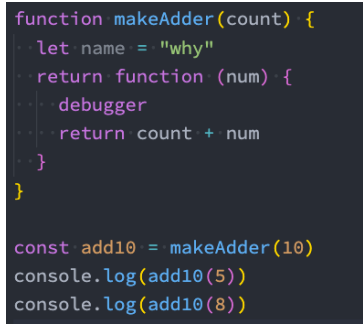 function makeAdder(count) {
  let name = "why"
  return function (num) {
    debugger
    return count + num
  }
}

const add10 = makeAdder(10)
console.log(add10(5))
console.log(add10(8))